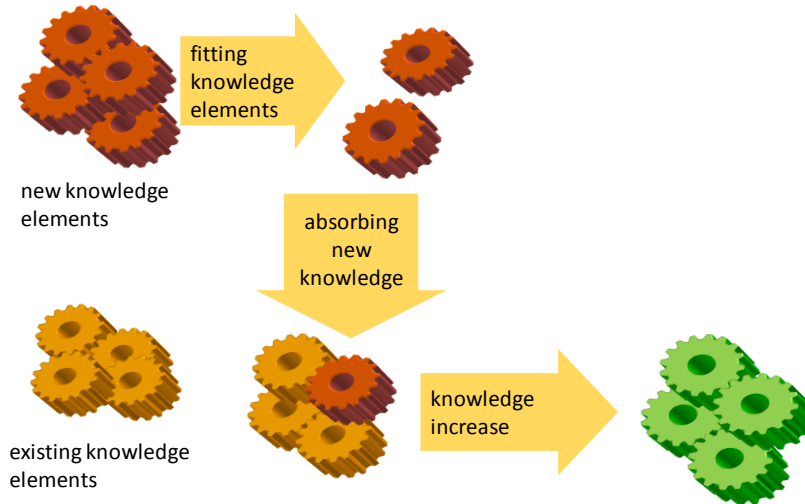 fitting
knowledge
elements
new knowledge
elements
absorbing
new
knowledge
existing knowledge
elements
knowledge
increase